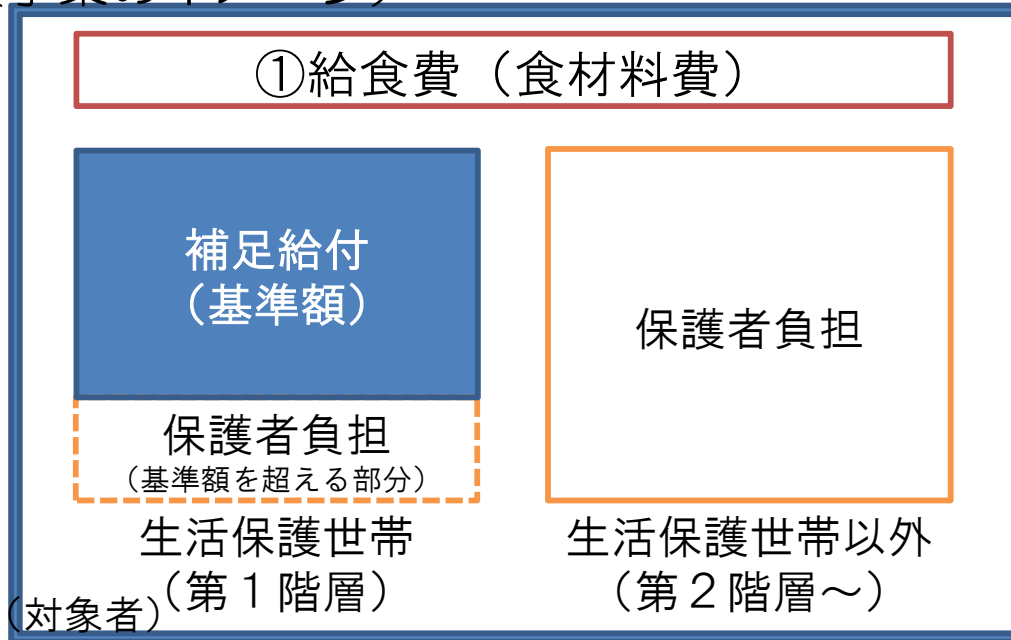 ①給食費（食材料費）
補足給付
（基準額）
保護者負担
（基準額を超える部分）
生活保護世帯
（第１階層）
保護者負担
生活保護世帯以外
（第２階層～）
（対象者）